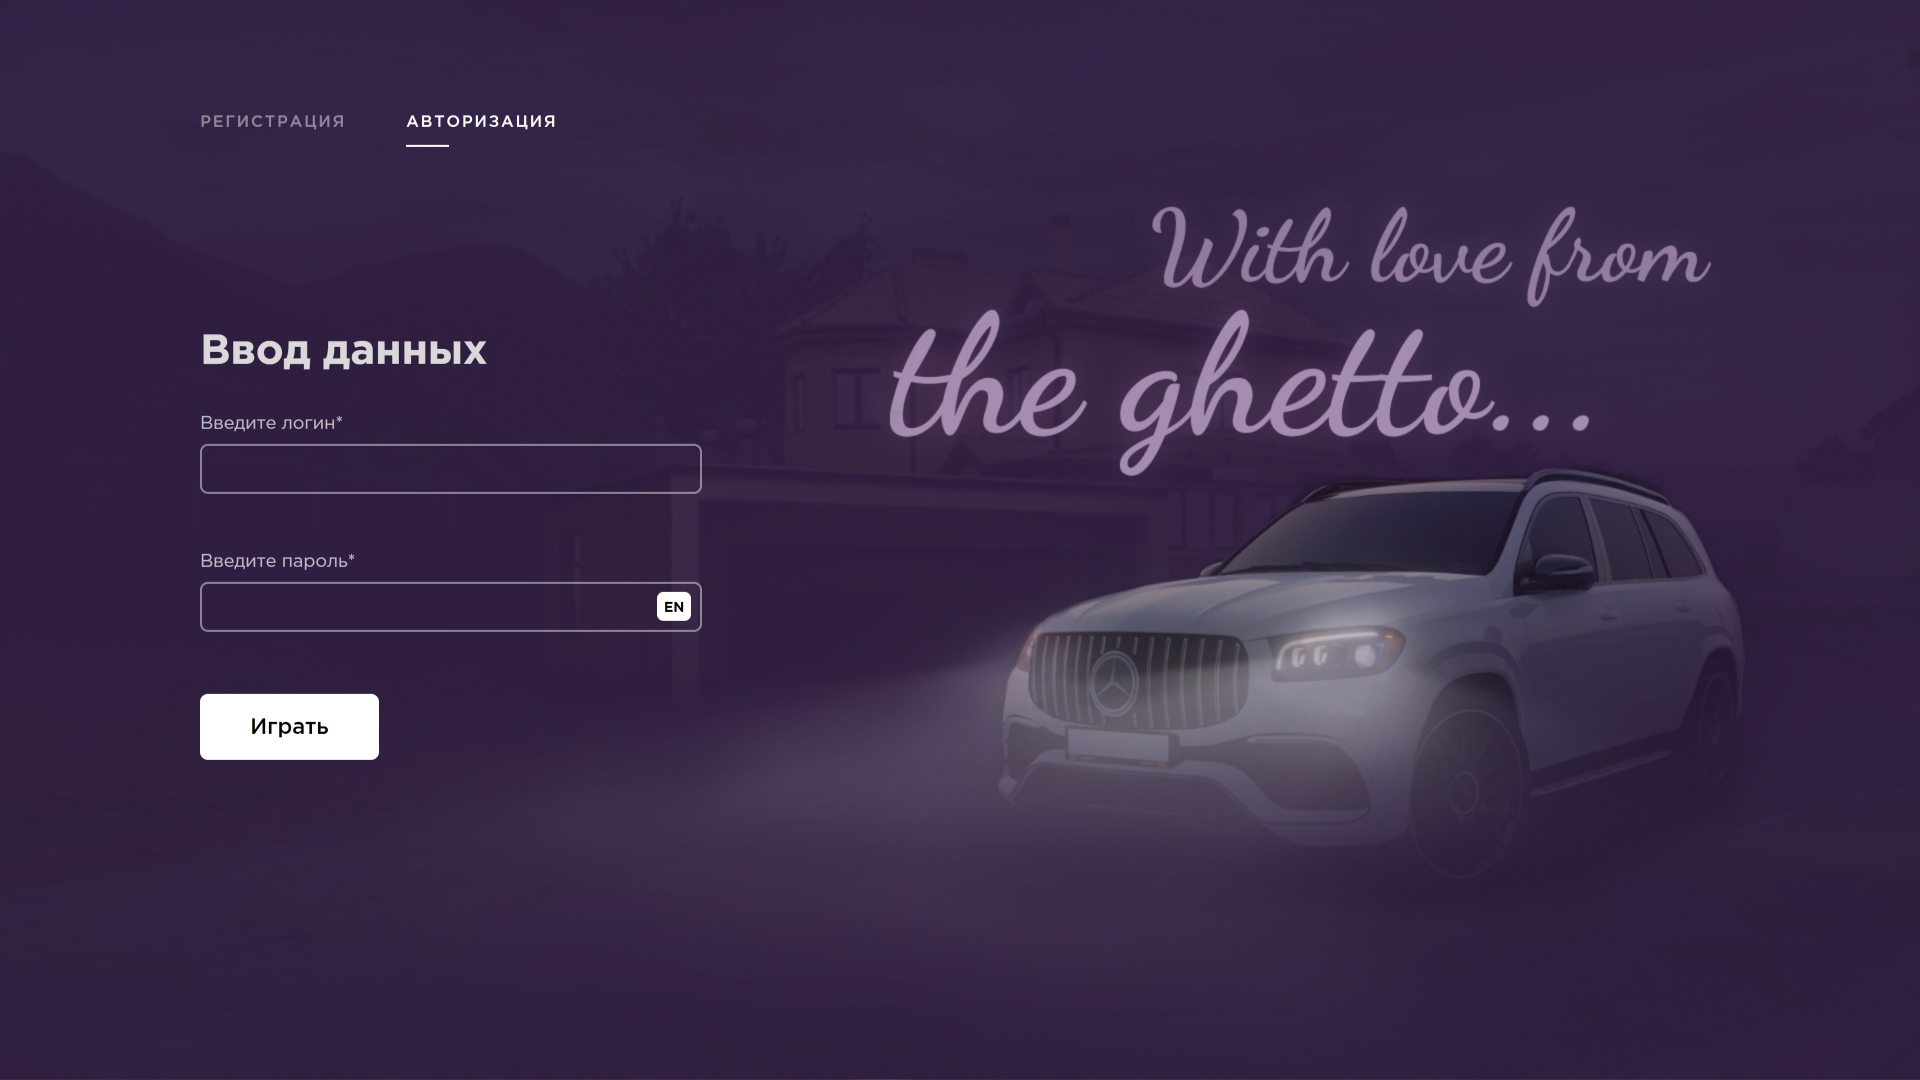 РЕГИСТРАЦИЯ АВТОРИЗАЦИЯ
With love from
the ghetto...
Ввод данных
Введите логин*
Введите пароль*
EN
Играть